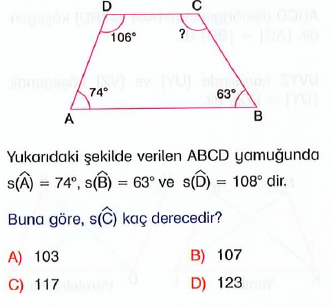 D C
106° ?
74° 63°
A B
Yukarıdaki şekilde verilen ABCD yamuğunda
s(Â) = 74°, s(B̂) = 63° ve s(D̂) = 108° dir.
Buna göre, s(Ĉ) kaç derecedir?
A) 103 B) 107
C) 117 D) 123